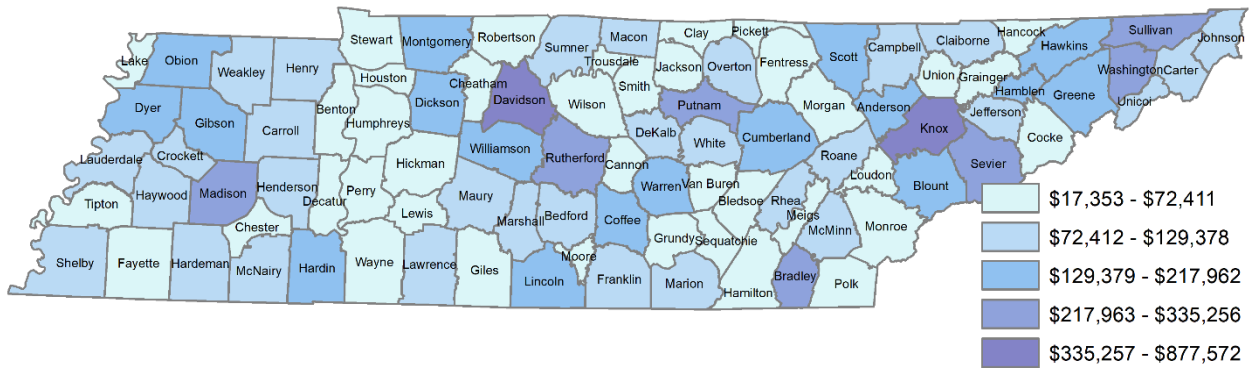 Stewart
Montgomery
Robertson
Sumner
Macon
Clay
Pickett
Scott
Campbell
Claiborne
Hancock
Hawkins
Sullivan
Johnson
Lake
Obion
Weakley
Henry
Houston
Cheatham
Trousdale
Smith
Jackson
Overton
Fentress
Union
Grainger
Hamblen
Washington
Carter
Unicoi
Dyer
Gibson
Carroll
Benton
Humphreys
Dickson
Davidson
Wilson
Putnam
Morgan
Anderson
Knox
Jefferson
Greene
Cocke
Lauderdale
Crockett
Haywood
Madison
Henderson
Decatur
Perry
Hickman
Williamson
Rutherford
Cannon
DeKalb
White
Cumberland
Roane
Loudon
Blount
Sevier
Tipton
Chester
Lewis
Maury
Marshall
Bedford
Coffee
Warren
Van Buren
Bledsoe
Rhea
Meigs
McMinn
Monroe
Shelby
Fayette
Hardeman
McNairy
Hardin
Wayne
Lawrence
Giles
Lincoln
Moore
Franklin
Grundy
Sequatchie
Marion
Hamilton
Bradley
Polk
$17,353 - $72,411
$72,412 - $129,378
$129,379 - $217,962
$217,963 - $335,256
$335,257 - $877,572